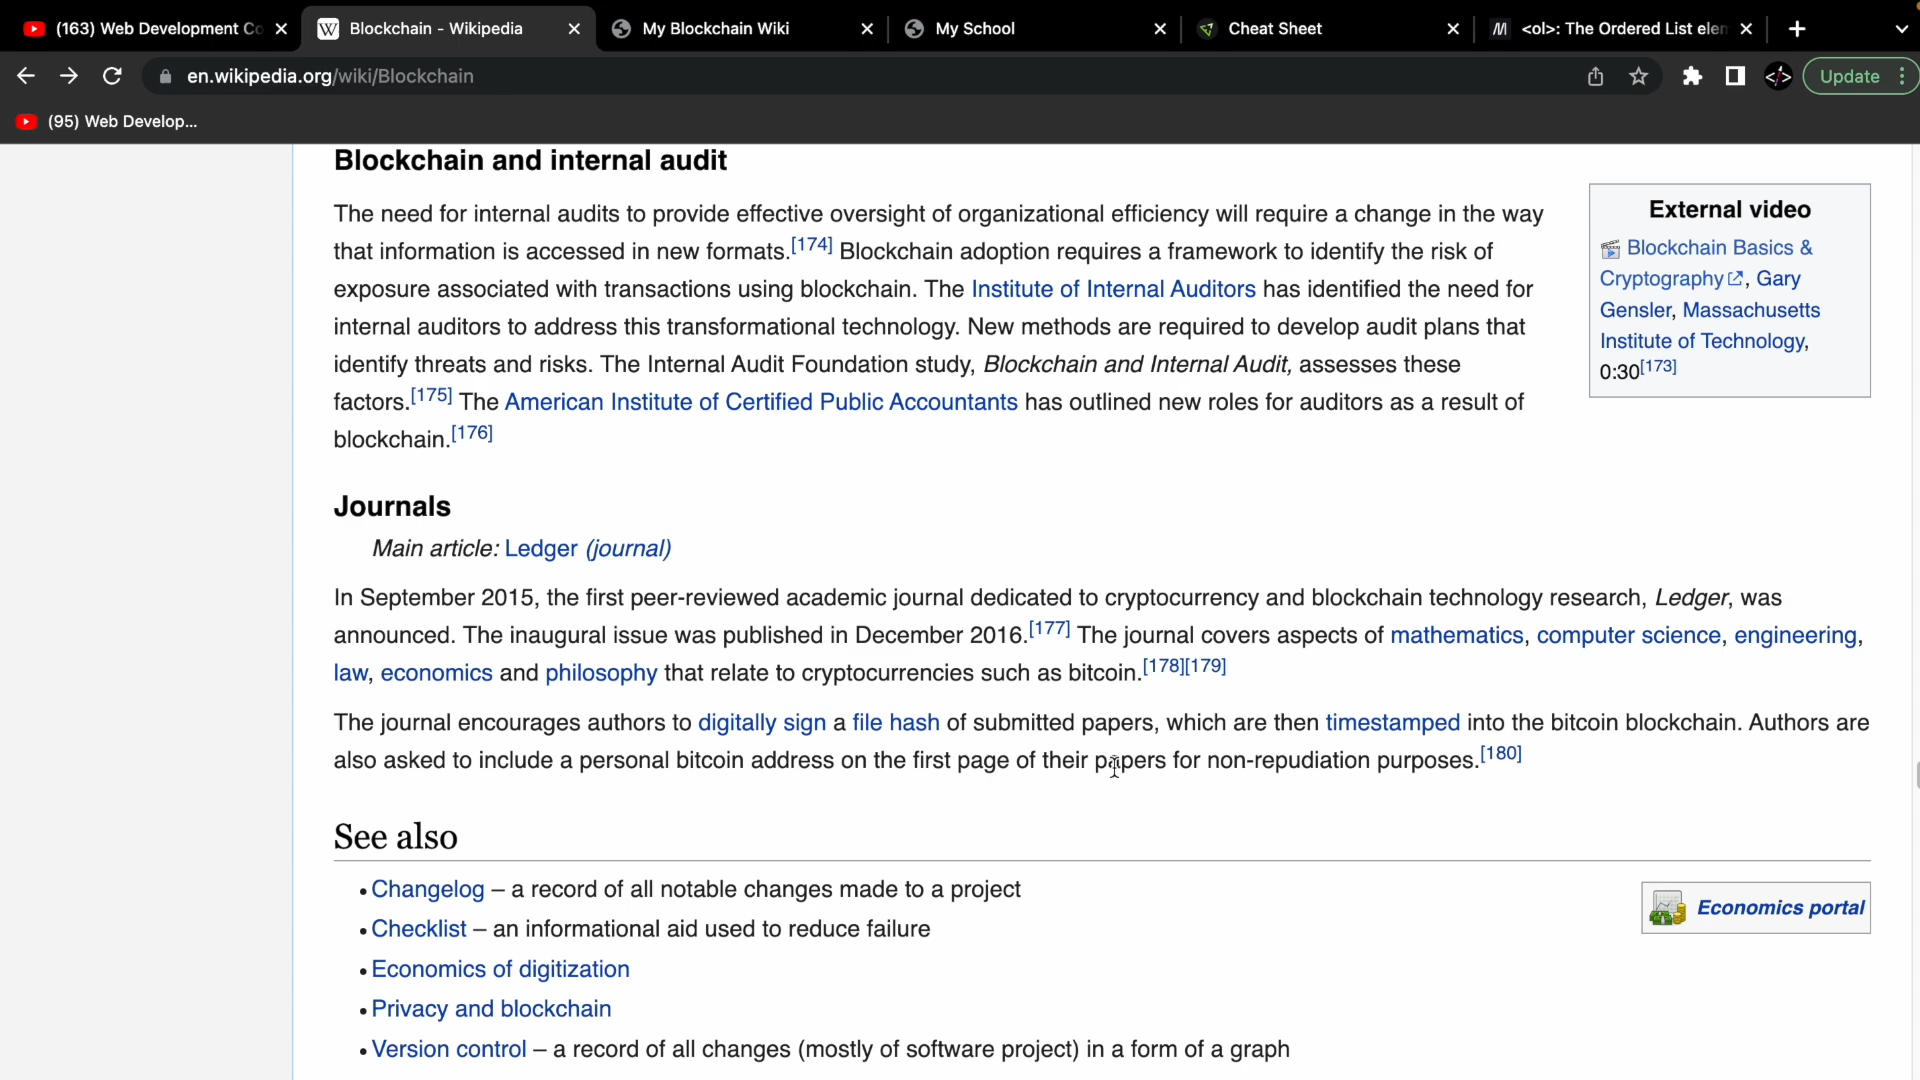 (163) Web Development Co
Blockchain - Wikipedia
My Blockchain Wiki
My School
Cheat Sheet
<ol>: The Ordered List elem
en.wikipedia.org/wiki/Blockchain
Update
(95) Web Develop...
Blockchain and internal audit
The need for internal audits to provide effective oversight of organizational efficiency will require a change in the way
that information is accessed in new formats.[174] Blockchain adoption requires a framework to identify the risk of
exposure associated with transactions using blockchain. The Institute of Internal Auditors has identified the need for
internal auditors to address this transformational technology. New methods are required to develop audit plans that
identify threats and risks. The Internal Audit Foundation study, Blockchain and Internal Audit, assesses these
factors.[175] The American Institute of Certified Public Accountants has outlined new roles for auditors as a result of
blockchain.[176]
External video
Blockchain Basics &
Cryptography, Gary
Gensler, Massachusetts
Institute of Technology,
0:30[173]
Journals
Main article: Ledger (journal)
In September 2015, the first peer-reviewed academic journal dedicated to cryptocurrency and blockchain technology research, Ledger, was
announced. The inaugural issue was published in December 2016.[177] The journal covers aspects of mathematics, computer science, engineering,
law, economics and philosophy that relate to cryptocurrencies such as bitcoin.[178][179]
The journal encourages authors to digitally sign a file hash of submitted papers, which are then timestamped into the bitcoin blockchain. Authors are
also asked to include a personal bitcoin address on the first page of their papers for non-repudiation purposes.[180]
See also
• Changelog – a record of all notable changes made to a project
• Checklist – an informational aid used to reduce failure
• Economics of digitization
• Privacy and blockchain
• Version control – a record of all changes (mostly of software project) in a form of a graph
Economics portal